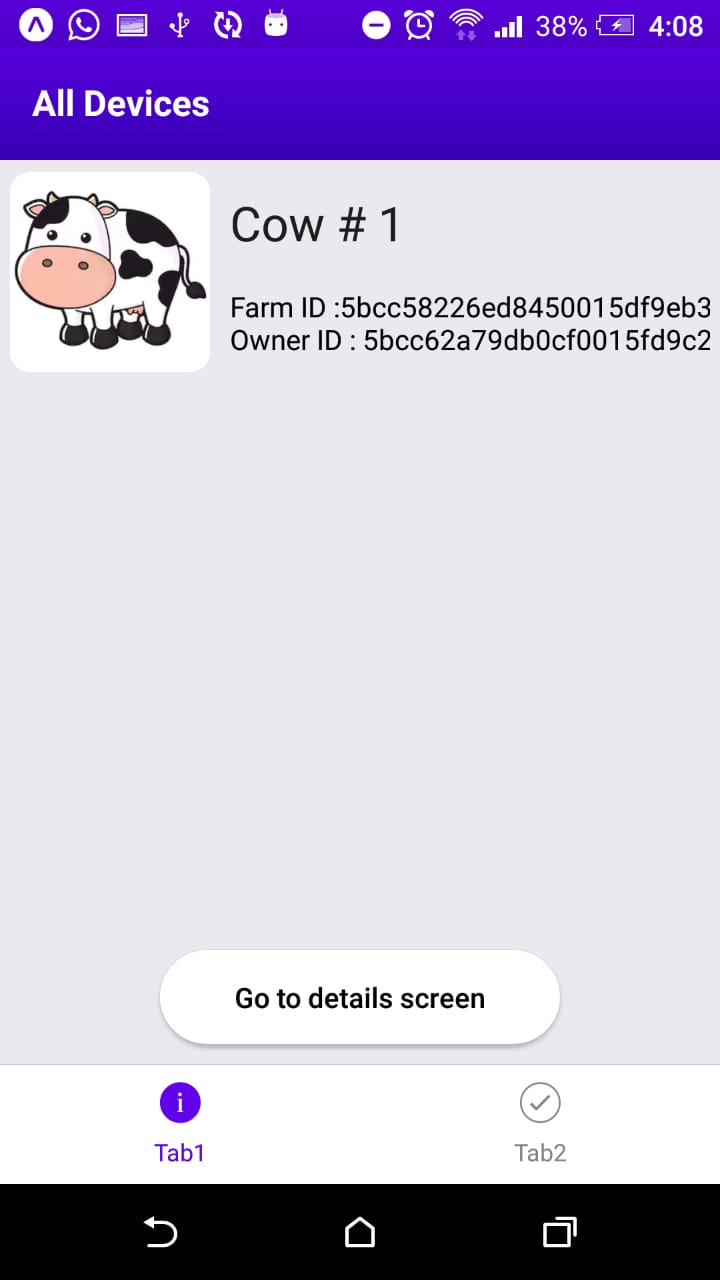 38% 4:08
All Devices
Cow # 1
Farm ID :5bcc58226ed8450015df9eb3
Owner ID : 5bcc62a79db0cf0015fd9c2
Go to details screen
i
Tab1 Tab2